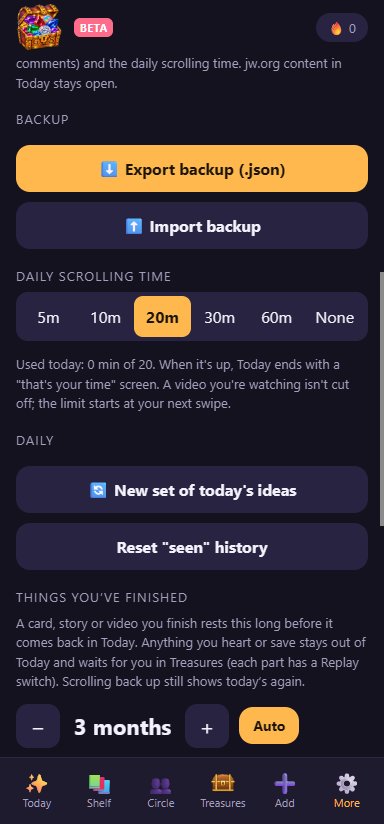 BETA
0
comments) and the daily scrolling time. jw.org content in
Today stays open.
BACKUP
Export backup (.json)
Import backup
DAILY SCROLLING TIME
5m 10m 20m 30m 60m None
Used today: 0 min of 20. When it's up, Today ends with a
"that's your time" screen. A video you're watching isn't cut
off; the limit starts at your next swipe.
DAILY
New set of today's ideas
Reset "seen" history
THINGS YOU’VE FINISHED
A card, story or video you finish rests this long before it
comes back in Today. Anything you heart or save stays out of
Today and waits for you in Treasures (each part has a Replay
switch). Scrolling back up still shows today’s again.
− 3 months + Auto
Today Shelf Circle Treasures Add More